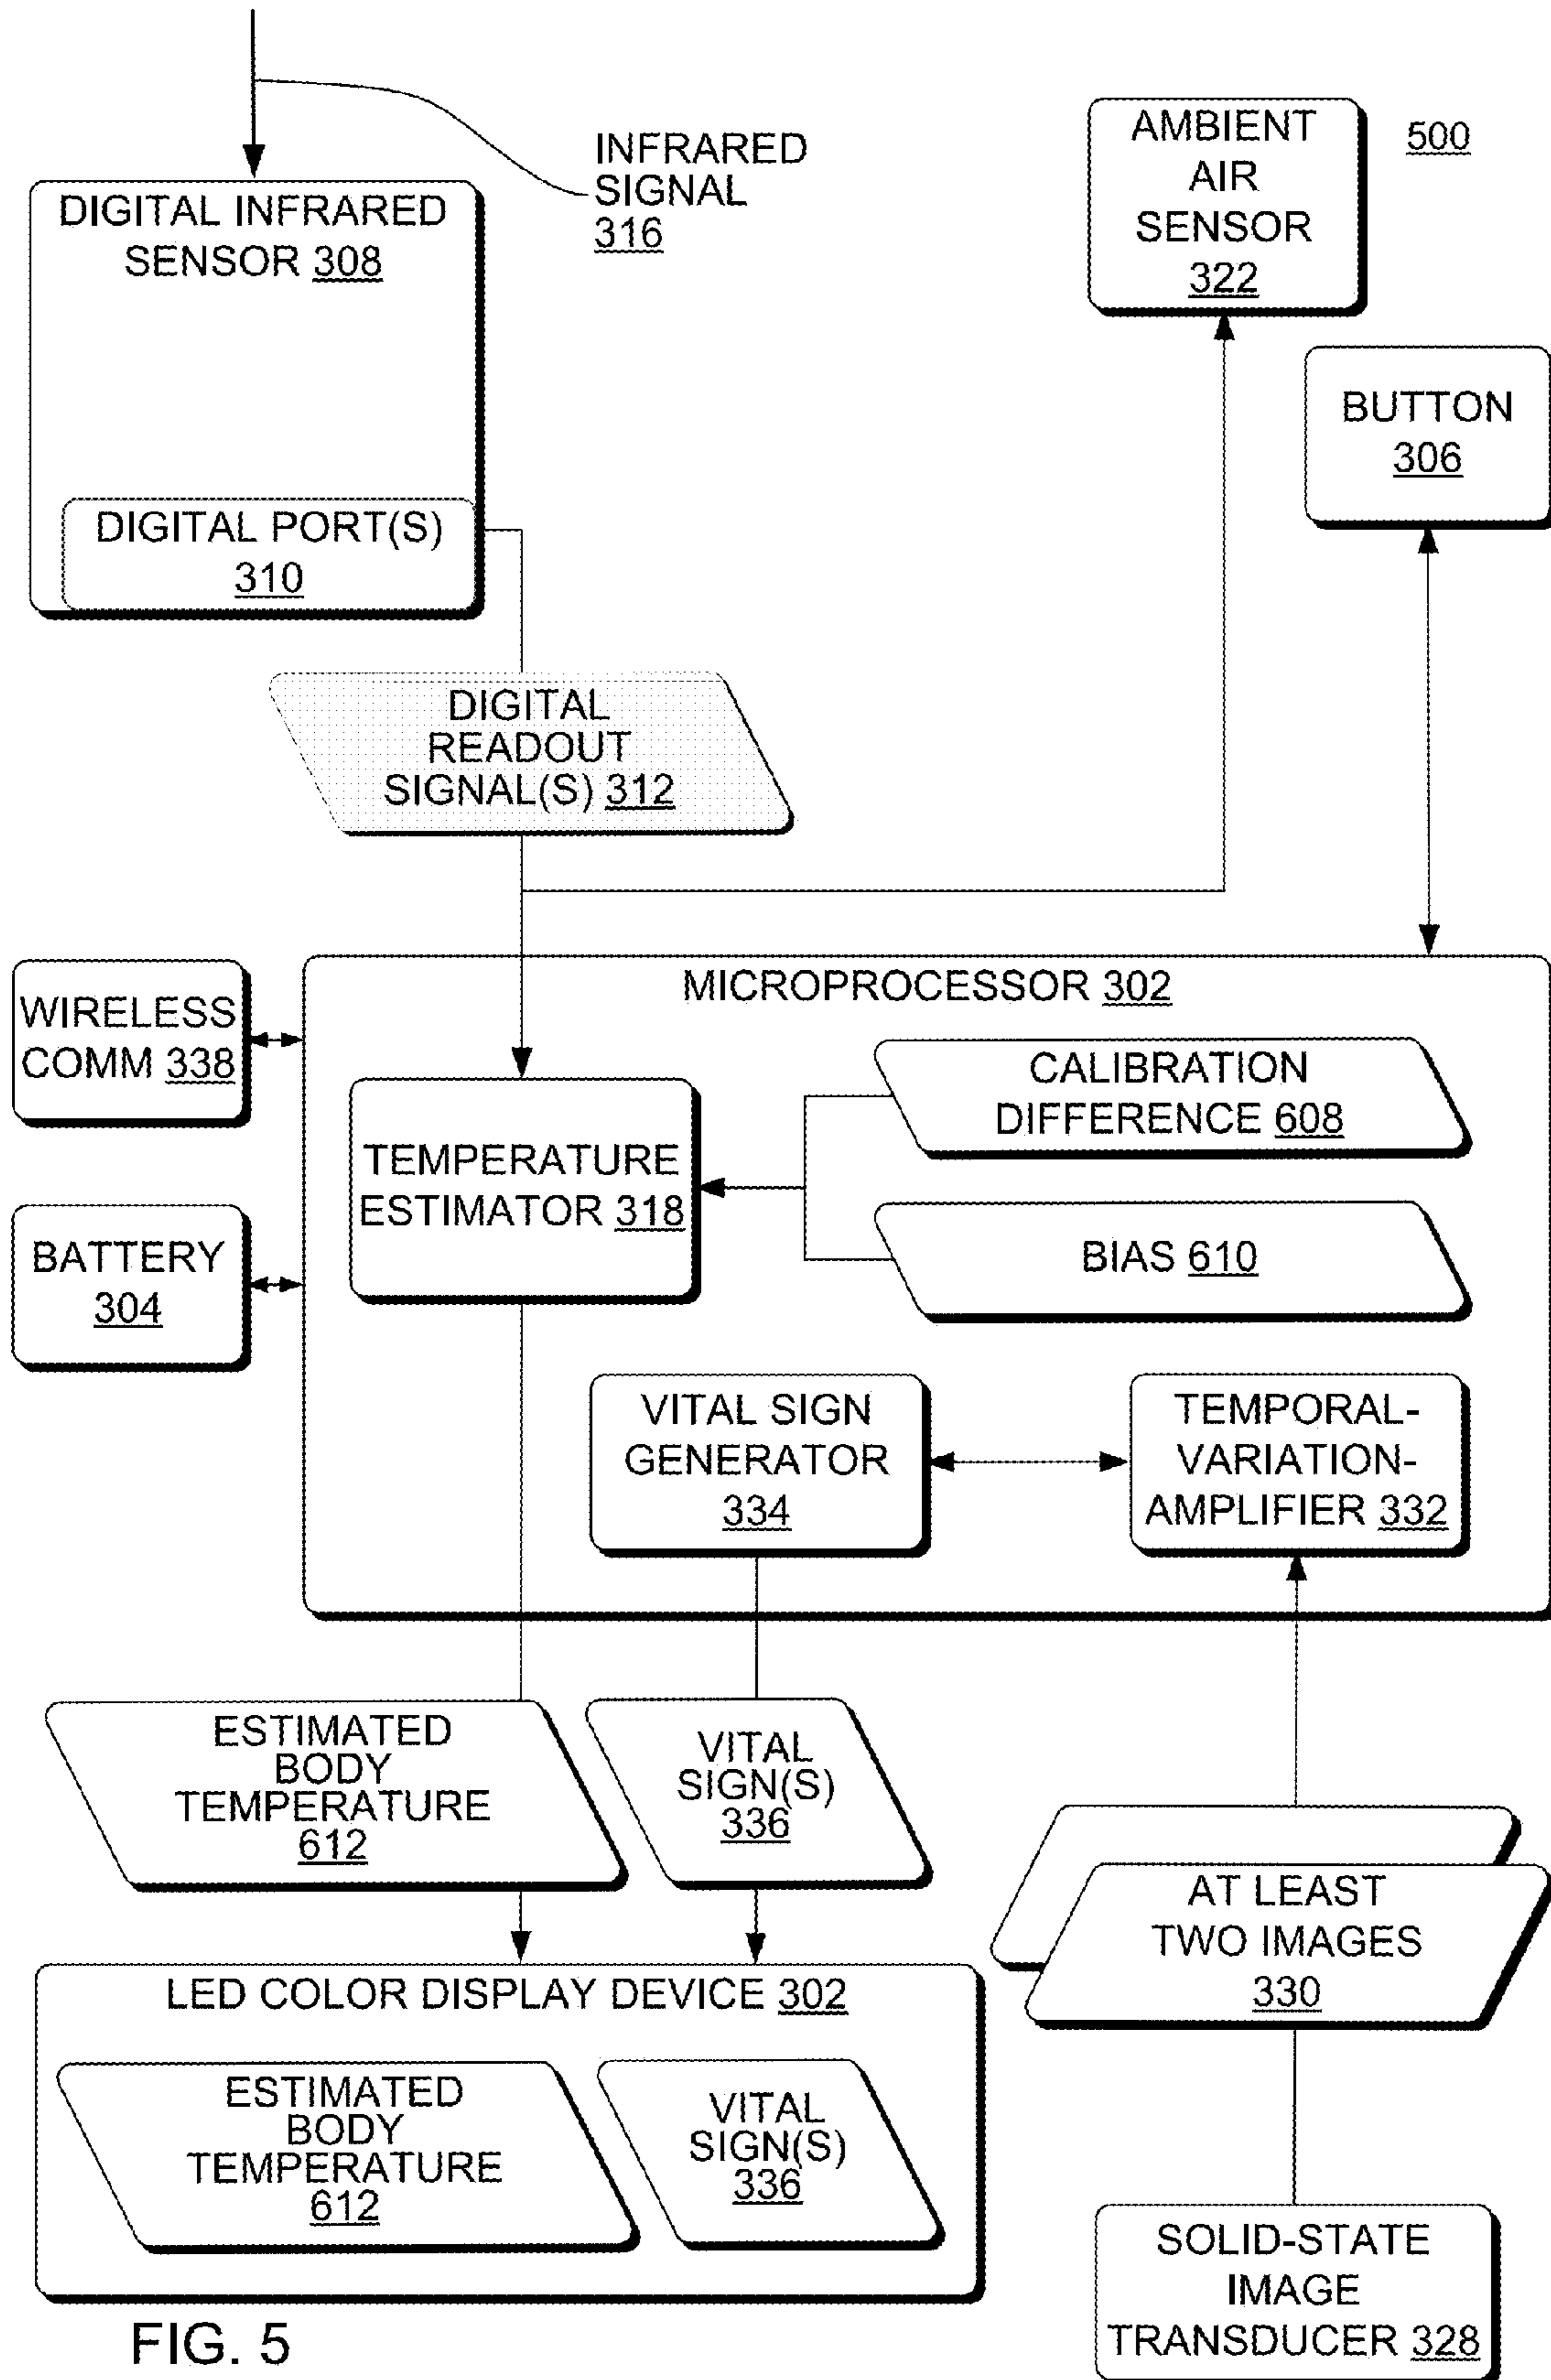 INFRARED
SIGNAL
316
AMBIENT
AIR
SENSOR
322
500
DIGITAL INFRARED
SENSOR 308
BUTTON
306
DIGITAL PORT(S)
310
DIGITAL
READOUT
SIGNAL(S) 312
MICROPROCESSOR 302
WIRELESS
COMM 338
CALIBRATION
DIFFERENCE 608
TEMPERATURE
ESTIMATOR 318
BIAS 610
BATTERY
304
VITAL SIGN
GENERATOR
334
TEMPORAL-
VARIATION-
AMPLIFIER 332
ESTIMATED
BODY
TEMPERATURE
612
VITAL
SIGN(S)
336
AT LEAST
TWO IMAGES
330
LED COLOR DISPLAY DEVICE 302
ESTIMATED
BODY
TEMPERATURE
612
VITAL
SIGN(S)
336
SOLID-STATE
IMAGE
TRANSDUCER 328
FIG. 5